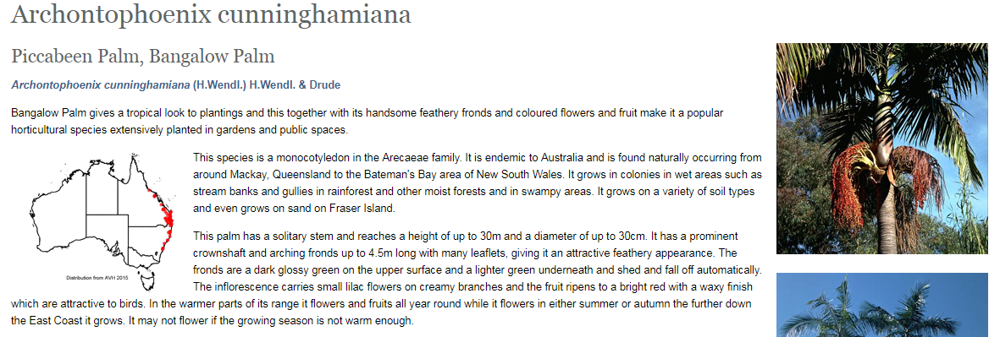 Archontophoenix cunninghamiana
Piccabeen Palm, Bangalow Palm
Archontophoenix cunninghamiana (H.Wendl.) H.Wendl. & Drude
Bangalow Palm gives a tropical look to plantings and this together with its handsome feathery fronds and coloured flowers and fruit make it a popular
horticultural species extensively planted in gardens and public spaces.
This species is a monocotyledon in the Arecaeae family. It is endemic to Australia and is found naturally occurring from
around Mackay, Queensland to the Bateman's Bay area of New South Wales. It grows in colonies in wet areas such as
stream banks and gullies in rainforest and other moist forests and in swampy areas. It grows on a variety of soil types
and even grows on sand on Fraser Island.
This palm has a solitary stem and reaches a height of up to 30m and a diameter of up to 30cm. It has a prominent
crownshaft and arching fronds up to 4.5m long with many leaflets, giving it an attractive feathery appearance. The
fronds are a dark glossy green on the upper surface and a lighter green underneath and shed and fall off automatically.
The inflorescence carries small lilac flowers on creamy branches and the fruit ripens to a bright red with a waxy finish
which are attractive to birds. In the warmer parts of its range it flowers and fruits all year round while it flowers in either summer or autumn the further down
the East Coast it grows. It may not flower if the growing season is not warm enough.
Distribution from AVH 2015